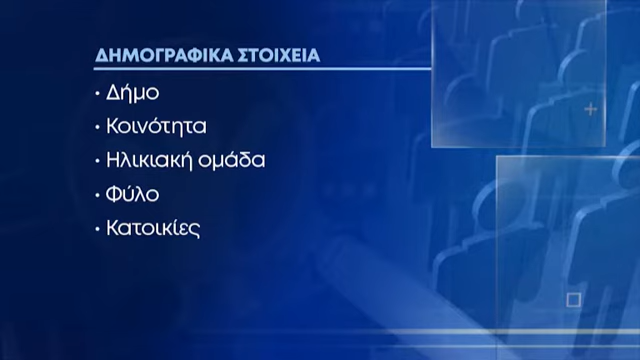 ΔΗΜΟΓΡΑΦΙΚΑ ΣΤΟΙΧΕΙΑ
• Δήμο
• Κοινότητα
• Ηλικιακή ομάδα
• Φύλο
• Κατοικίες